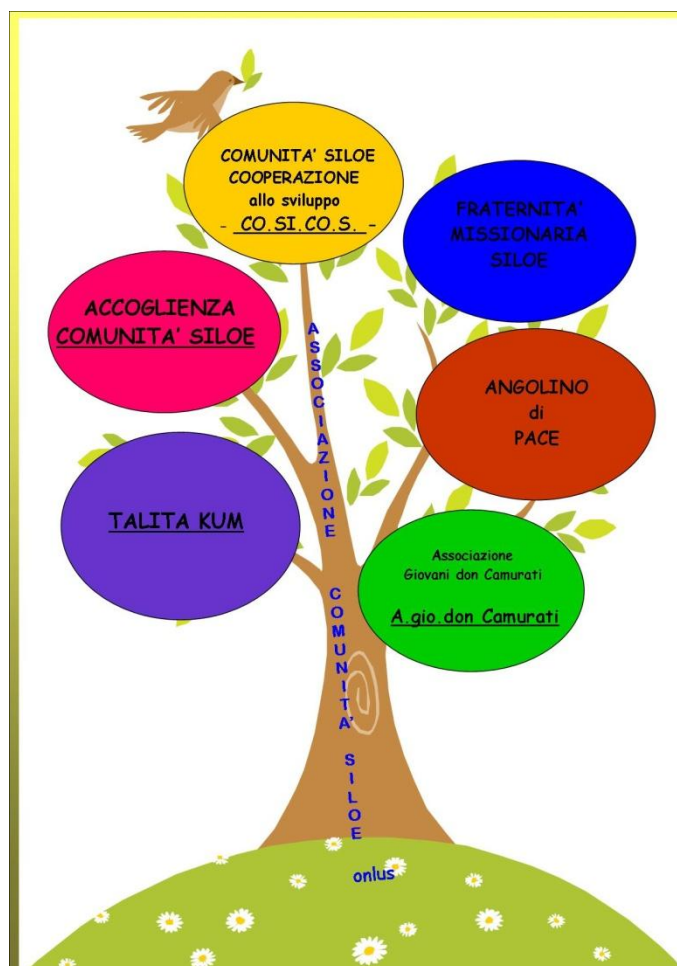 COMUNITA' SILOE
COOPERAZIONE
allo sviluppo
- CO.SI.CO.S. -
FRATERNITA'
MISSIONARIA
SILOE
ACCOGLIENZA
COMUNITA' SILOE
ANGOLINO
di
PACE
TALITA KUM
Associazione
Giovani don Camurati
A.gio.don Camurati
ASSOCIAZIONE COMUNITA' SILOE
onlus